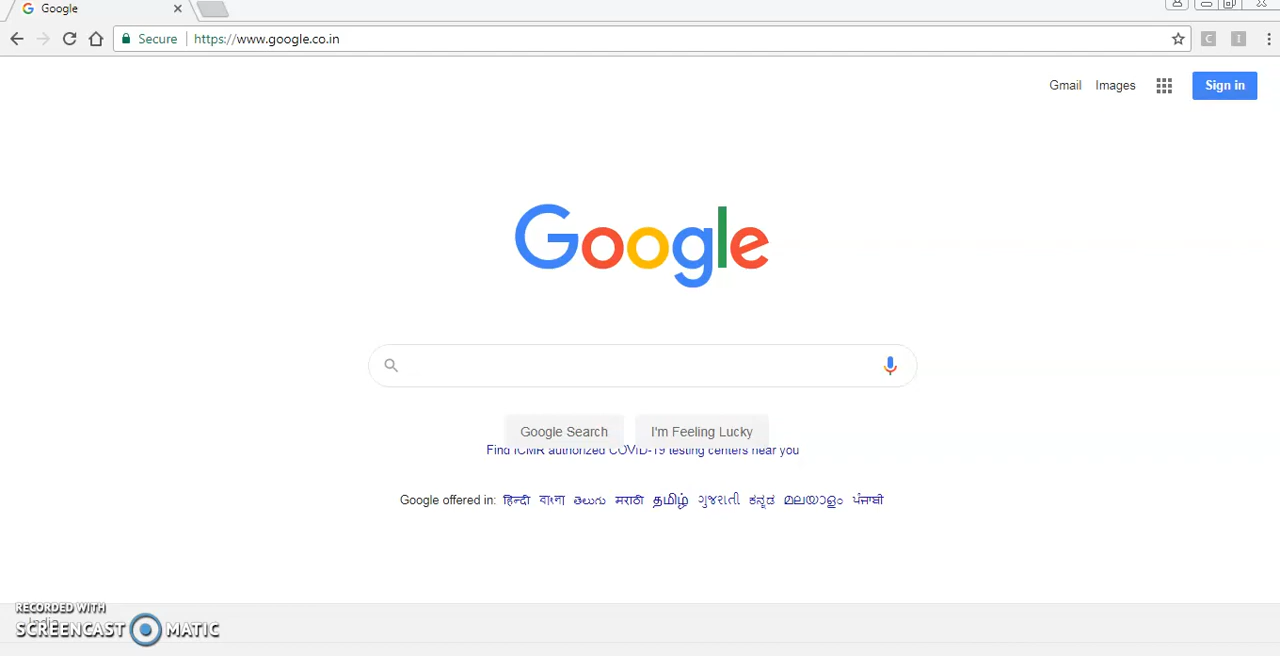 Google
Secure https://www.google.co.in
Gmail Images Sign in
Google
Google Search I'm Feeling Lucky
Find ICMR authorized COVID-19 testing centers near you
Google offered in: हिन्दी বাংলা తెలుగు मराठी தமிழ் ગુજરાતી ಕನ್ನಡ മലയാളം ਪੰਜਾਬੀ
RECORDED WITH
India
SCREENCAST MATIC